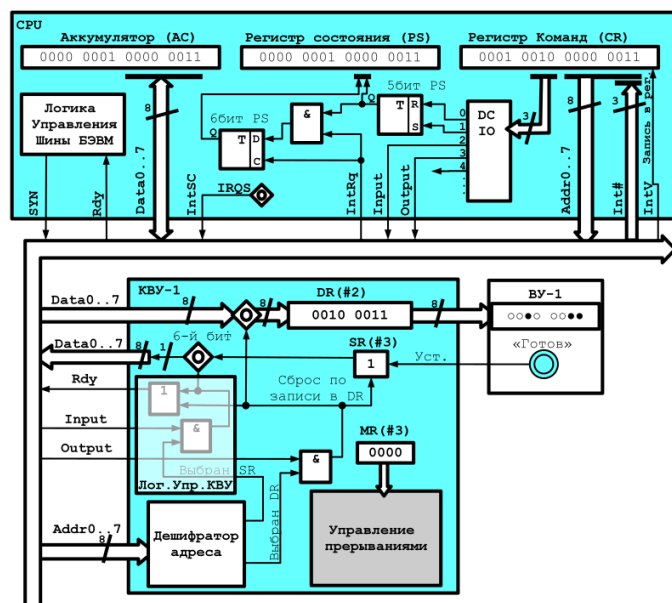 CPU
Аккумулятор (AC)
Регистр состояния (PS)
Регистр Команд (CR)
0000 0001 0000 0011
0000 0001 0000 0011
0001 0010 0000 0011
Логика
Управления
Шины БЭВМ
SYN
Rdy
8
Data0..7
6бит PS
Q
T
D
C
&
Q
5бит PS
T
R
S
0
1
2
3
4
.
.
DC
IO
3
8
3
Запись в рег.
IntSC
IRQS
IntRq
Input
Output
Addr0..7
Int#
IntV
КВУ-1
Data0..7
8
8
DR(#2)
0010 0011
8
ВУ-1
«Готов»
Data0..7
8
1
6-й бит
SR(#3)
1
Уст.
Rdy
1
Сброс по
записи в DR
Input
&
Output
MR(#3)
0000
&
Выбран SR
Лог.Упр.КВУ
Выбран DR
Addr0..7
8
Дешифратор
адреса
Управление
прерываниями